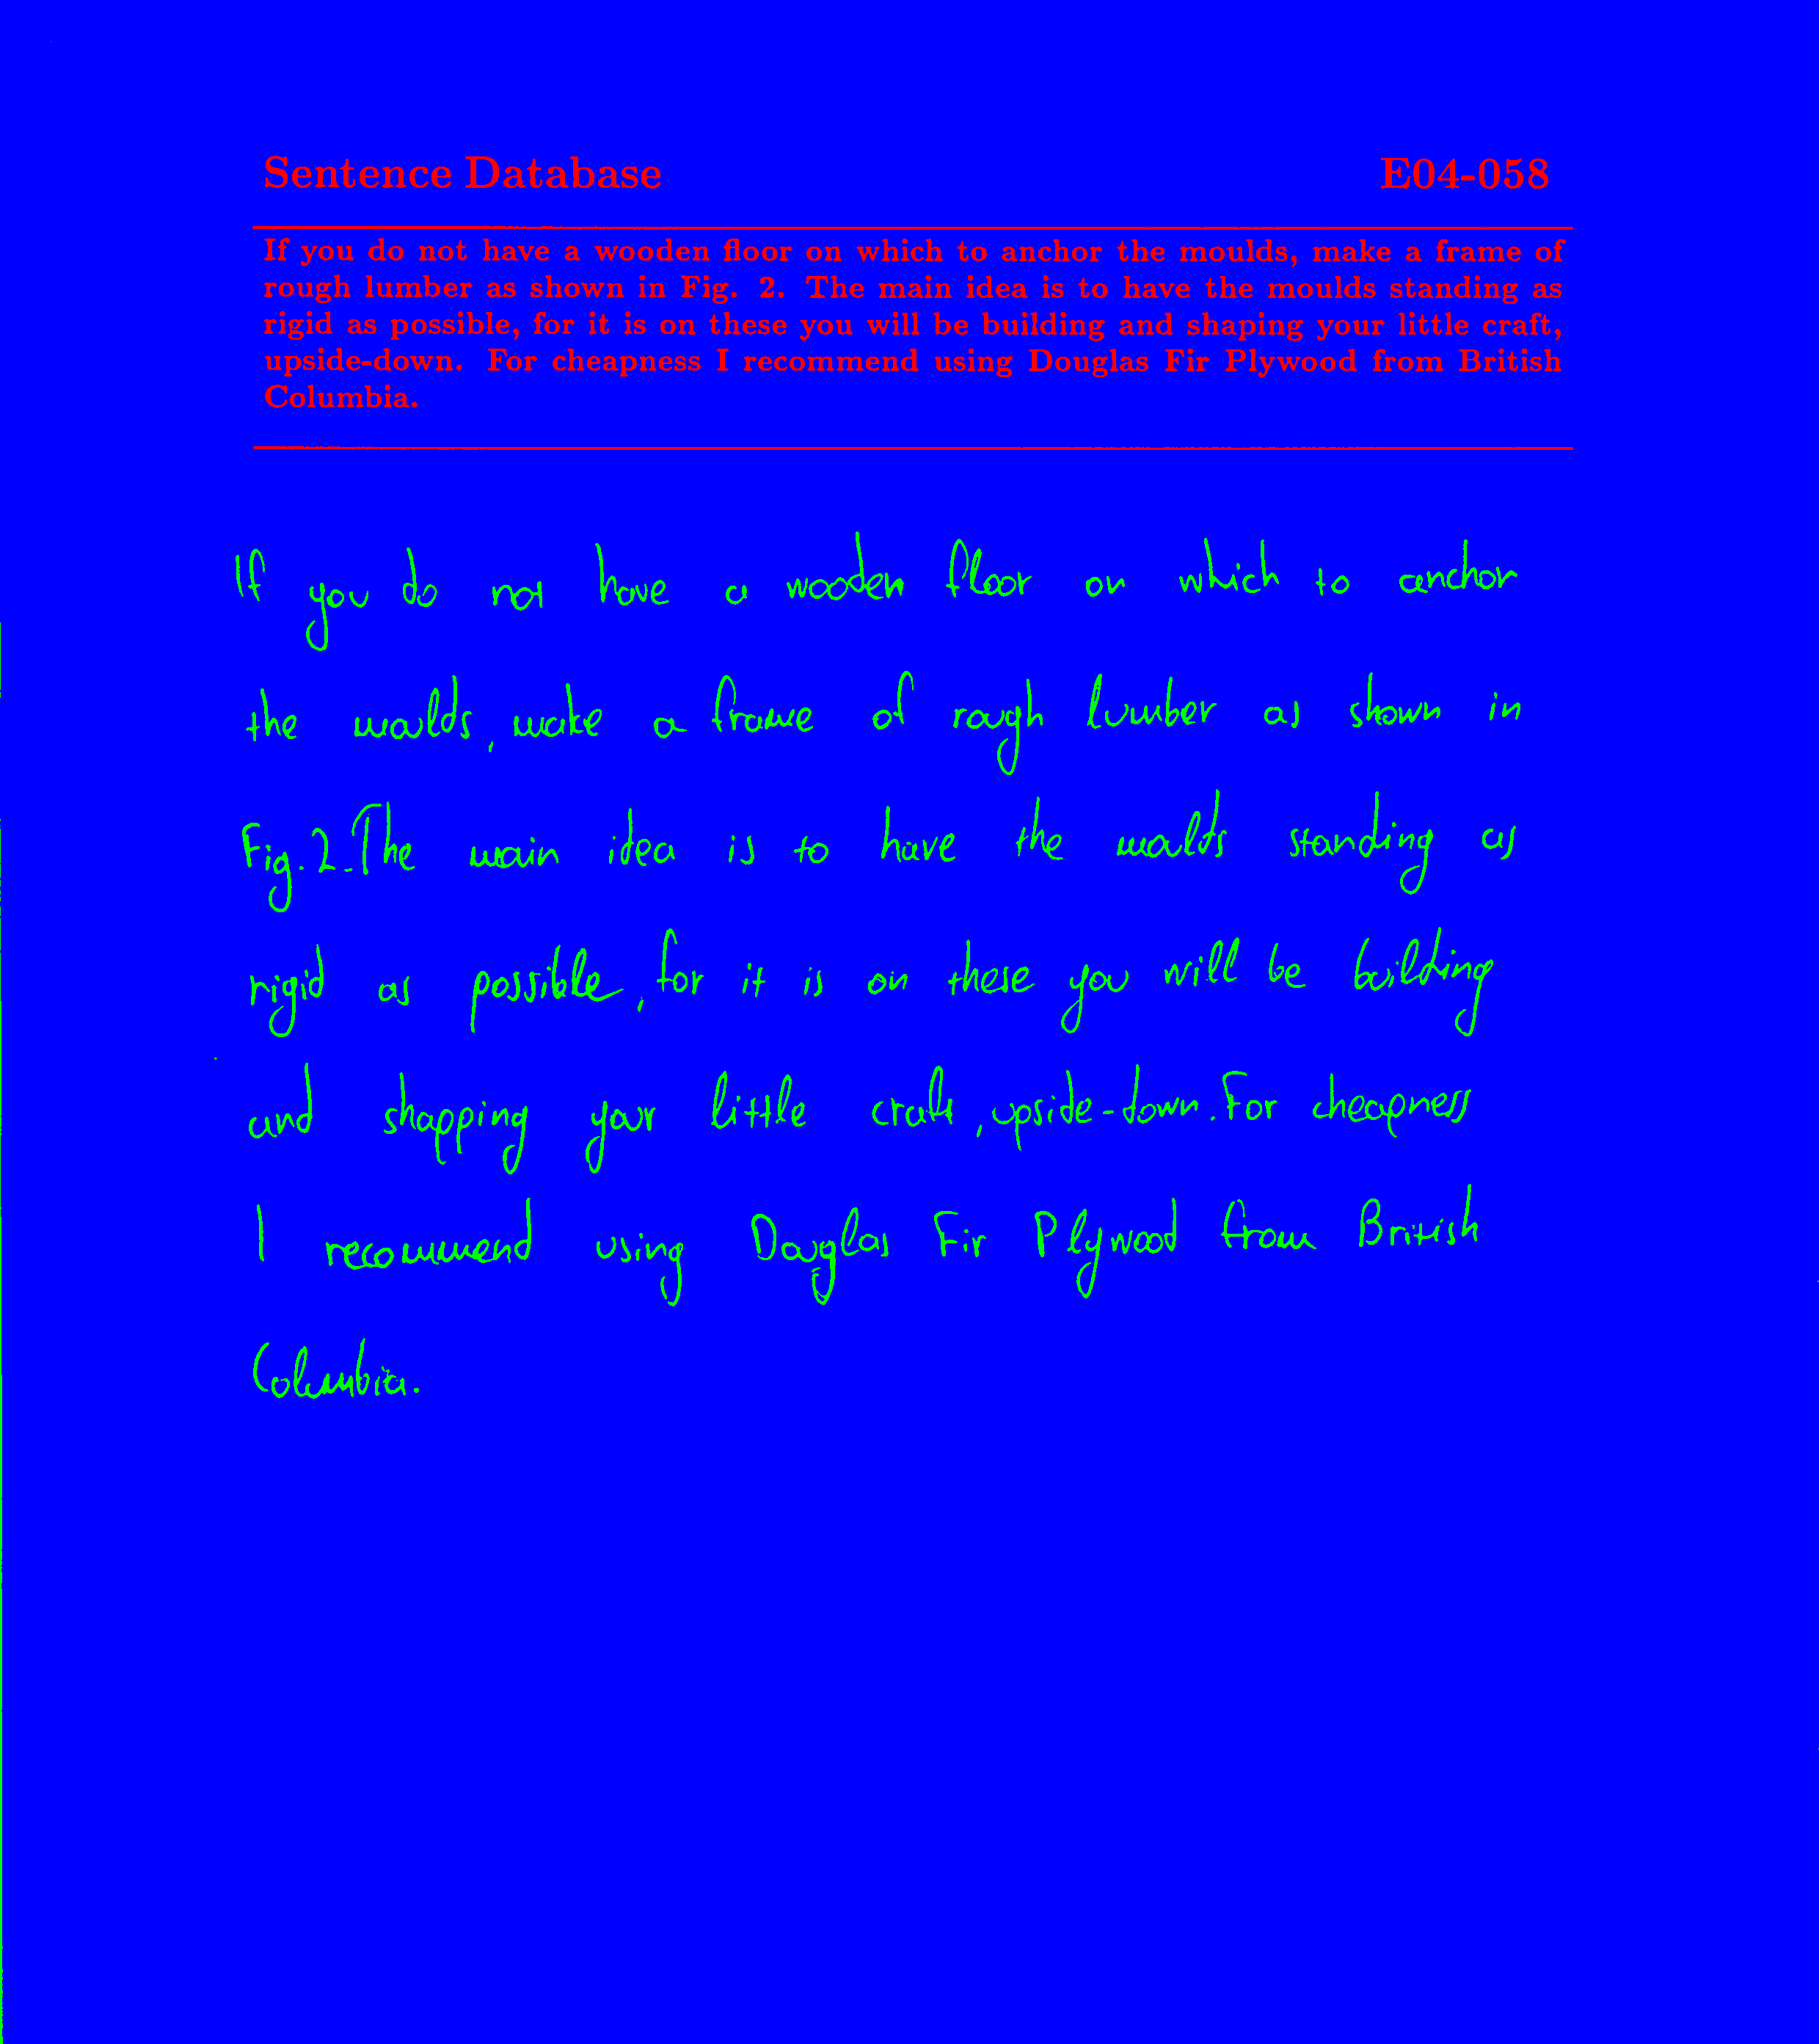 Sentence Database E04-058
If you do not have a wooden floor on which to anchor the moulds, make a frame of
rough lumber as shown in Fig. 2. The main idea is to have the moulds standing as
rigid as possible, for it is on these you will be building and shaping your little craft,
upside-down. For cheapness I recommend using Douglas Fir Plywood from British
Columbia.
If you do not have a wooden floor on which to anchor
the moulds, make a frame of rough lumber as shown in
Fig. 2. The main idea is to have the moulds standing as
rigid as possible, for it is on these you will be building
and shapping your little craft, upside-down. For cheapness
I recommend using Douglas Fir Plywood from British
Columbia.